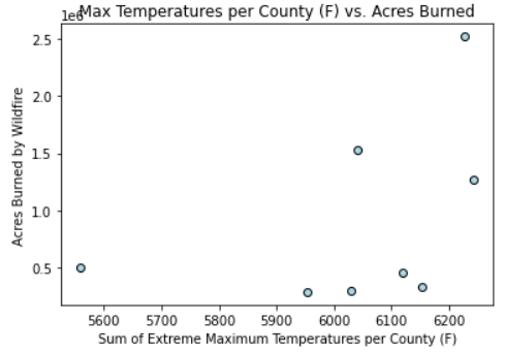 Max Temperatures per County (F) vs. Acres Burned
1e6
2.5
2.0
1.5
1.0
0.5
Acres Burned by Wildfire
5600 5700 5800 5900 6000 6100 6200
Sum of Extreme Maximum Temperatures per County (F)